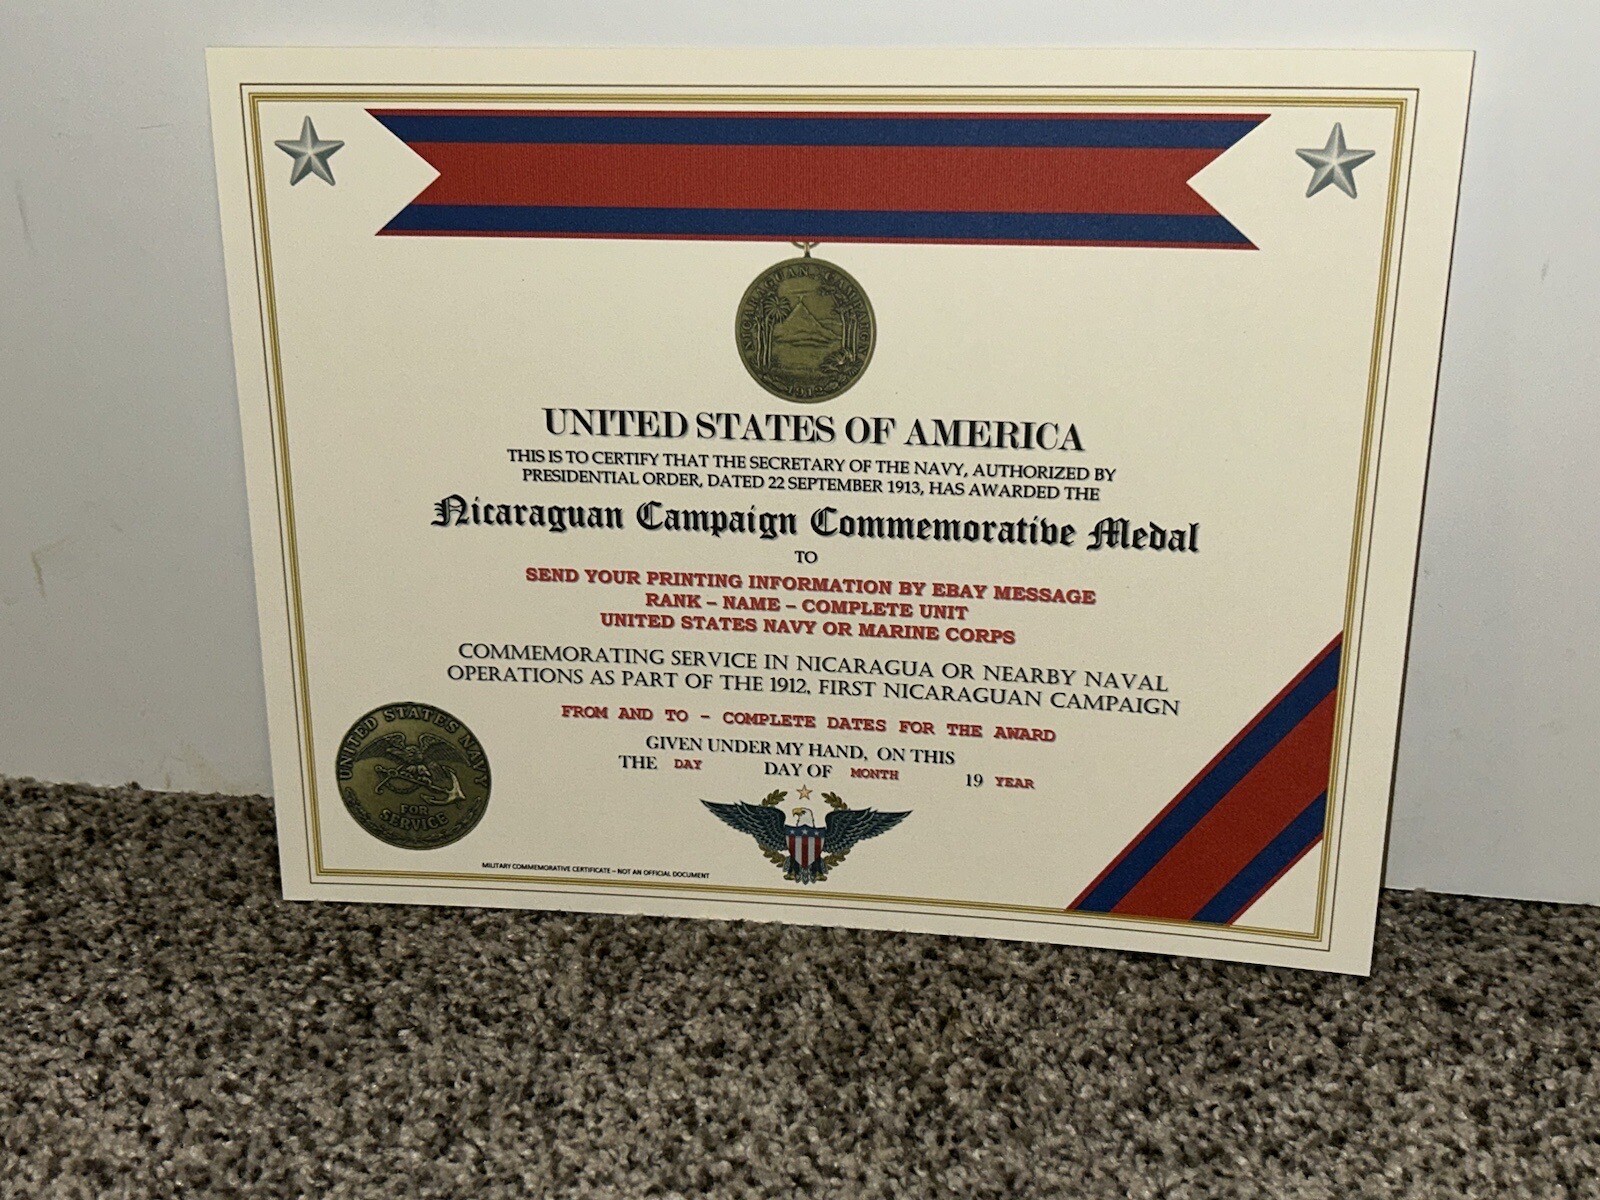 NICARAGUAN CAMPAIGN
1912
UNITED STATES OF AMERICA
THIS IS TO CERTIFY THAT THE SECRETARY OF THE NAVY, AUTHORIZED BY
PRESIDENTIAL ORDER, DATED 22 SEPTEMBER 1913, HAS AWARDED THE
Nicaraguan Campaign Commemorative Medal
TO
SEND YOUR PRINTING INFORMATION BY EBAY MESSAGE
RANK – NAME – COMPLETE UNIT
UNITED STATES NAVY OR MARINE CORPS
COMMEMORATING SERVICE IN NICARAGUA OR NEARBY NAVAL
OPERATIONS AS PART OF THE 1912, FIRST NICARAGUAN CAMPAIGN
FROM AND TO – COMPLETE DATES FOR THE AWARD
GIVEN UNDER MY HAND, ON THIS
THE DAY DAY OF MONTH 19 YEAR
UNITED STATES NAVY
FOR
SERVICE
MILITARY COMMEMORATIVE CERTIFICATE – NOT AN OFFICIAL DOCUMENT